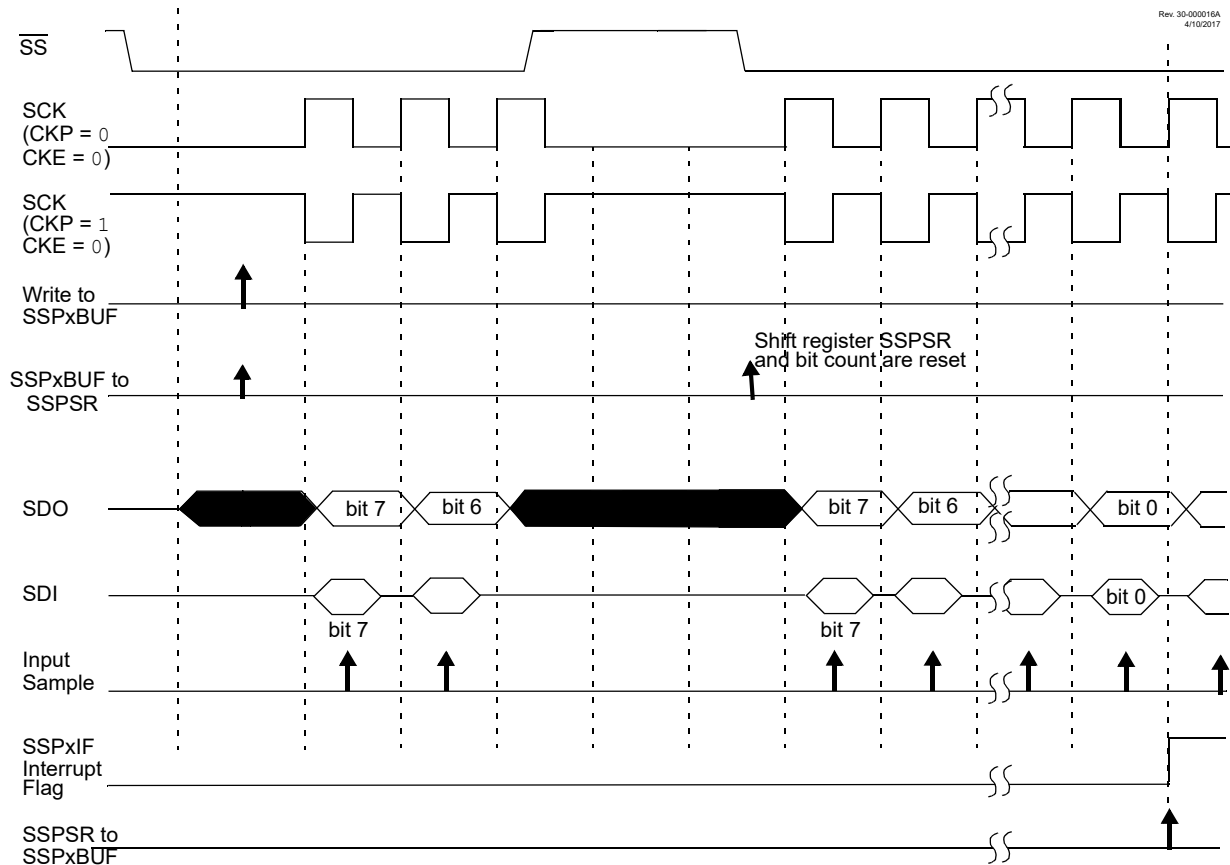 Rev. 30-000016A
4/10/2017
SS
SCK
(CKP = 0
CKE = 0)
SCK
(CKP = 1
CKE = 0)
Write to
SSPxBUF
Shift register SSPSR
and bit count are reset
SSPxBUF to
SSPSR
SDO
bit 7
bit 6
bit 7
bit 6
bit 0
SDI
bit 0
bit 7
bit 7
Input
Sample
SSPxIF
Interrupt
Flag
SSPSR to
SSPxBUF